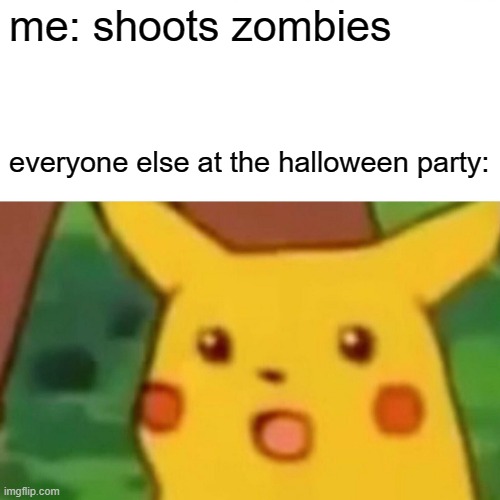 me: shoots zombies
everyone else at the halloween party:
imgflip.com